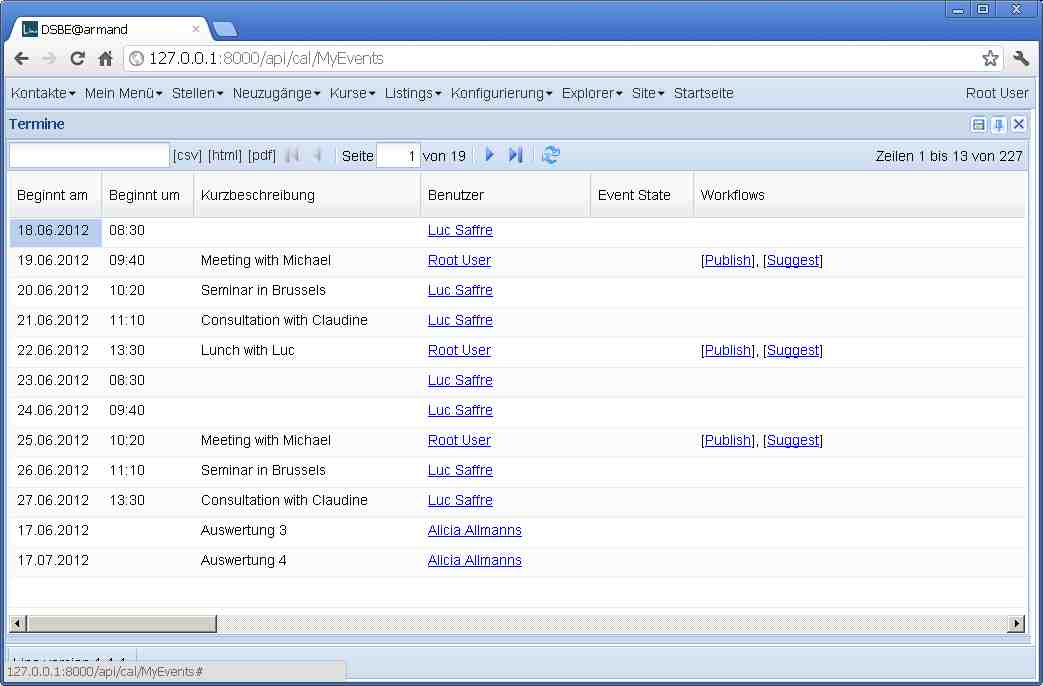 DSBE@armand
127.0.0.1:8000/api/cal/MyEvents
Kontakte Mein Menü Stellen Neuzugänge Kurse Listings Konfigurierung Explorer Site Startseite Root User
Termine
[csv] [html] [pdf] Seite 1 von 19 Zeilen 1 bis 13 von 227
Beginnt am Beginnt um Kurzbeschreibung Benutzer Event State Workflows
18.06.2012 08:30 Luc Saffre
19.06.2012 09:40 Meeting with Michael Root User [Publish], [Suggest]
20.06.2012 10:20 Seminar in Brussels Luc Saffre
21.06.2012 11:10 Consultation with Claudine Luc Saffre
22.06.2012 13:30 Lunch with Luc Root User [Publish], [Suggest]
23.06.2012 08:30 Luc Saffre
24.06.2012 09:40 Luc Saffre
25.06.2012 10:20 Meeting with Michael Root User [Publish], [Suggest]
26.06.2012 11:10 Seminar in Brussels Luc Saffre
27.06.2012 13:30 Consultation with Claudine Luc Saffre
17.06.2012 Auswertung 3 Alicia Allmanns
17.07.2012 Auswertung 4 Alicia Allmanns
127.0.0.1:8000/api/cal/MyEvents#